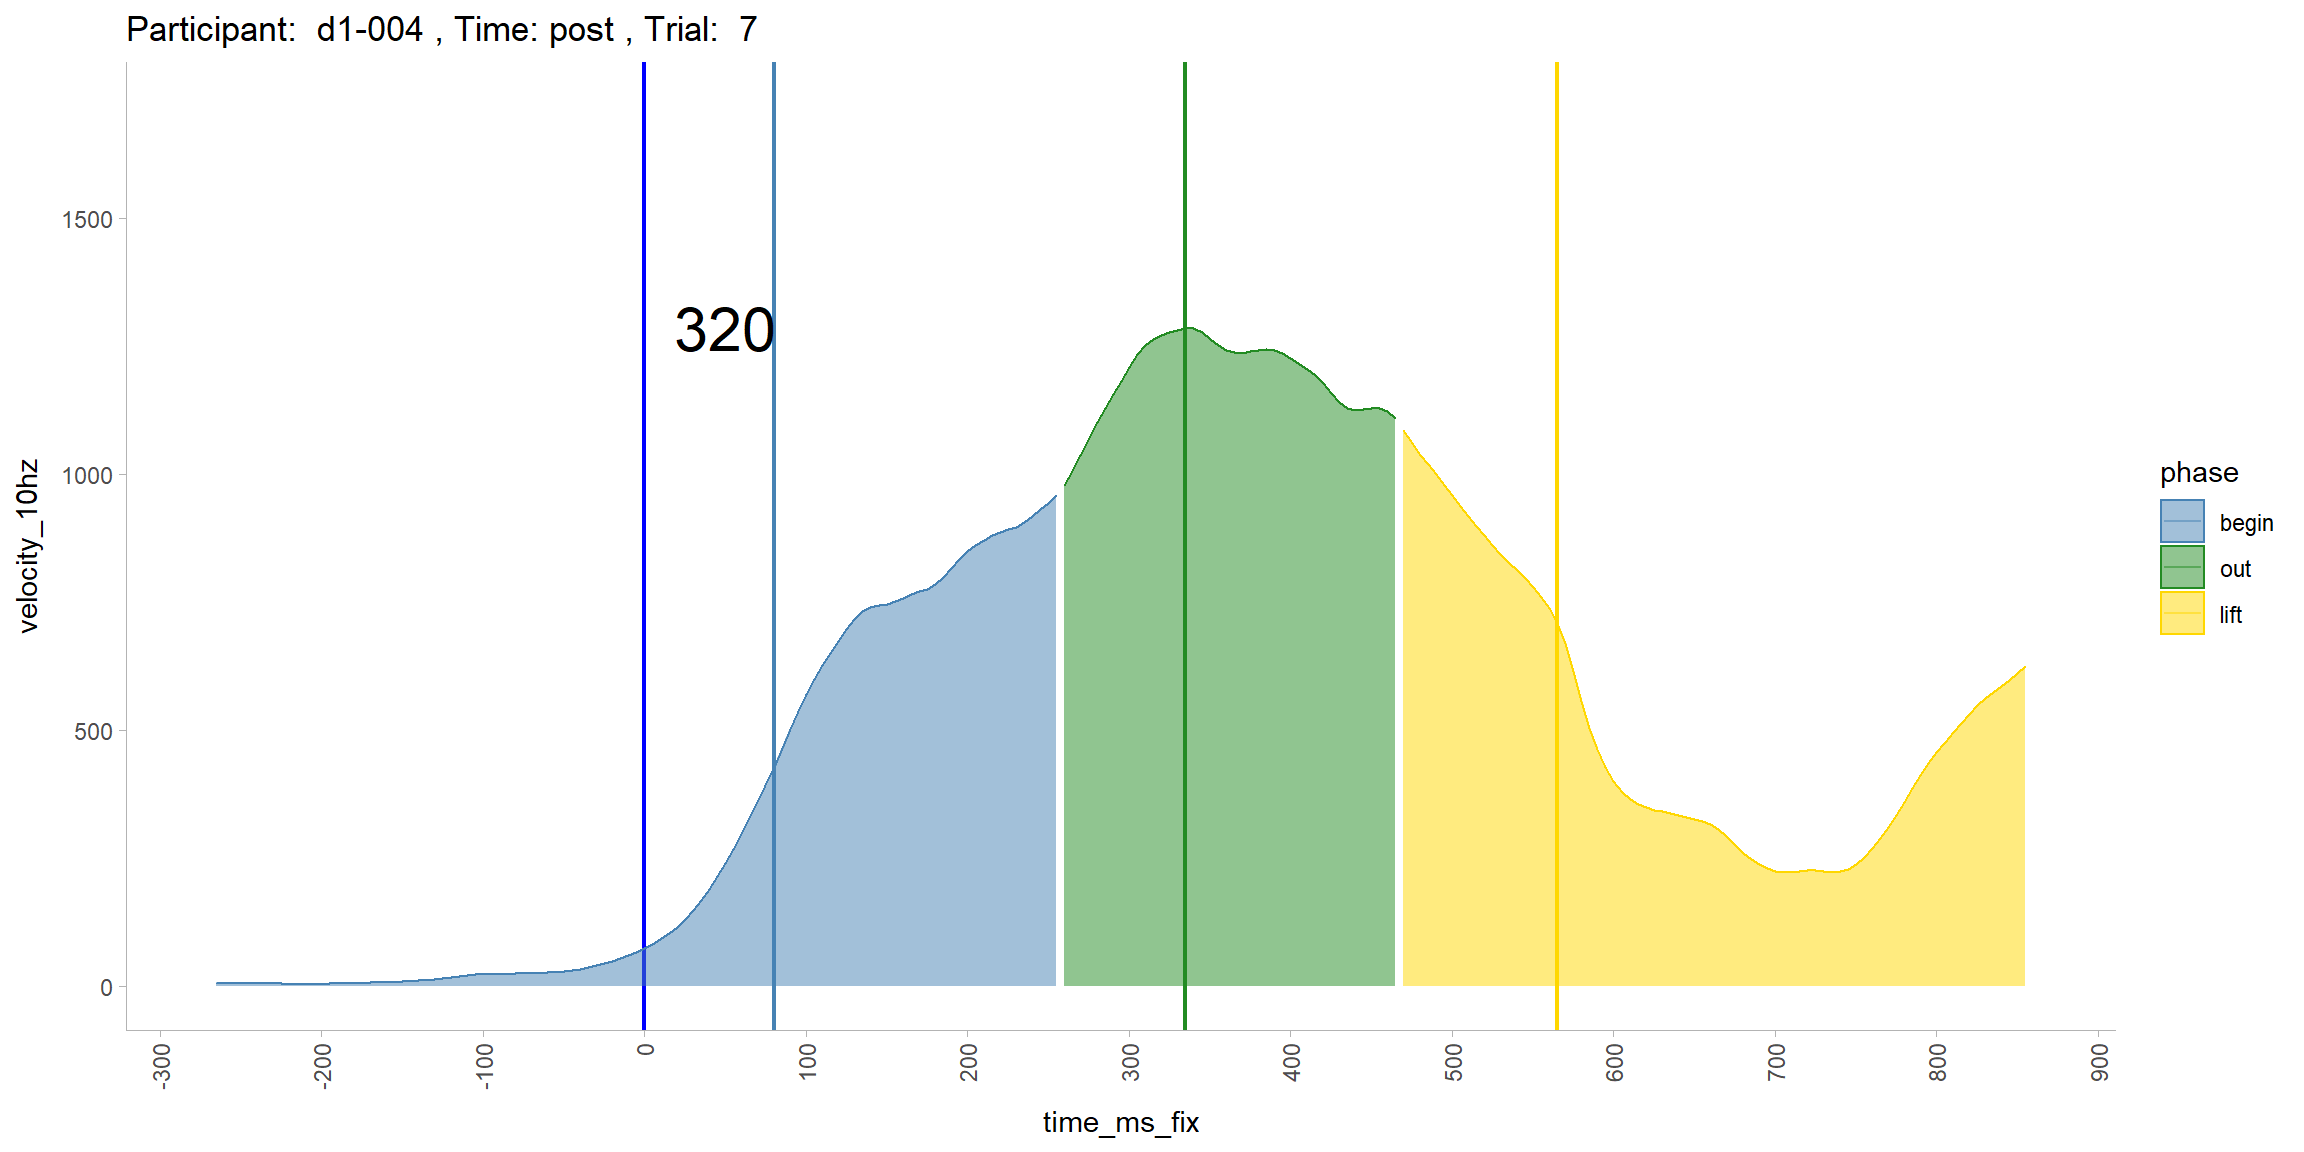 Participant:  d1-004 , Time: post , Trial:  7
1500
1000
500
0
velocity_10hz
320
-300
-200
-100
0
100
200
300
400
500
600
700
800
900
time_ms_fix
phase
begin
out
lift